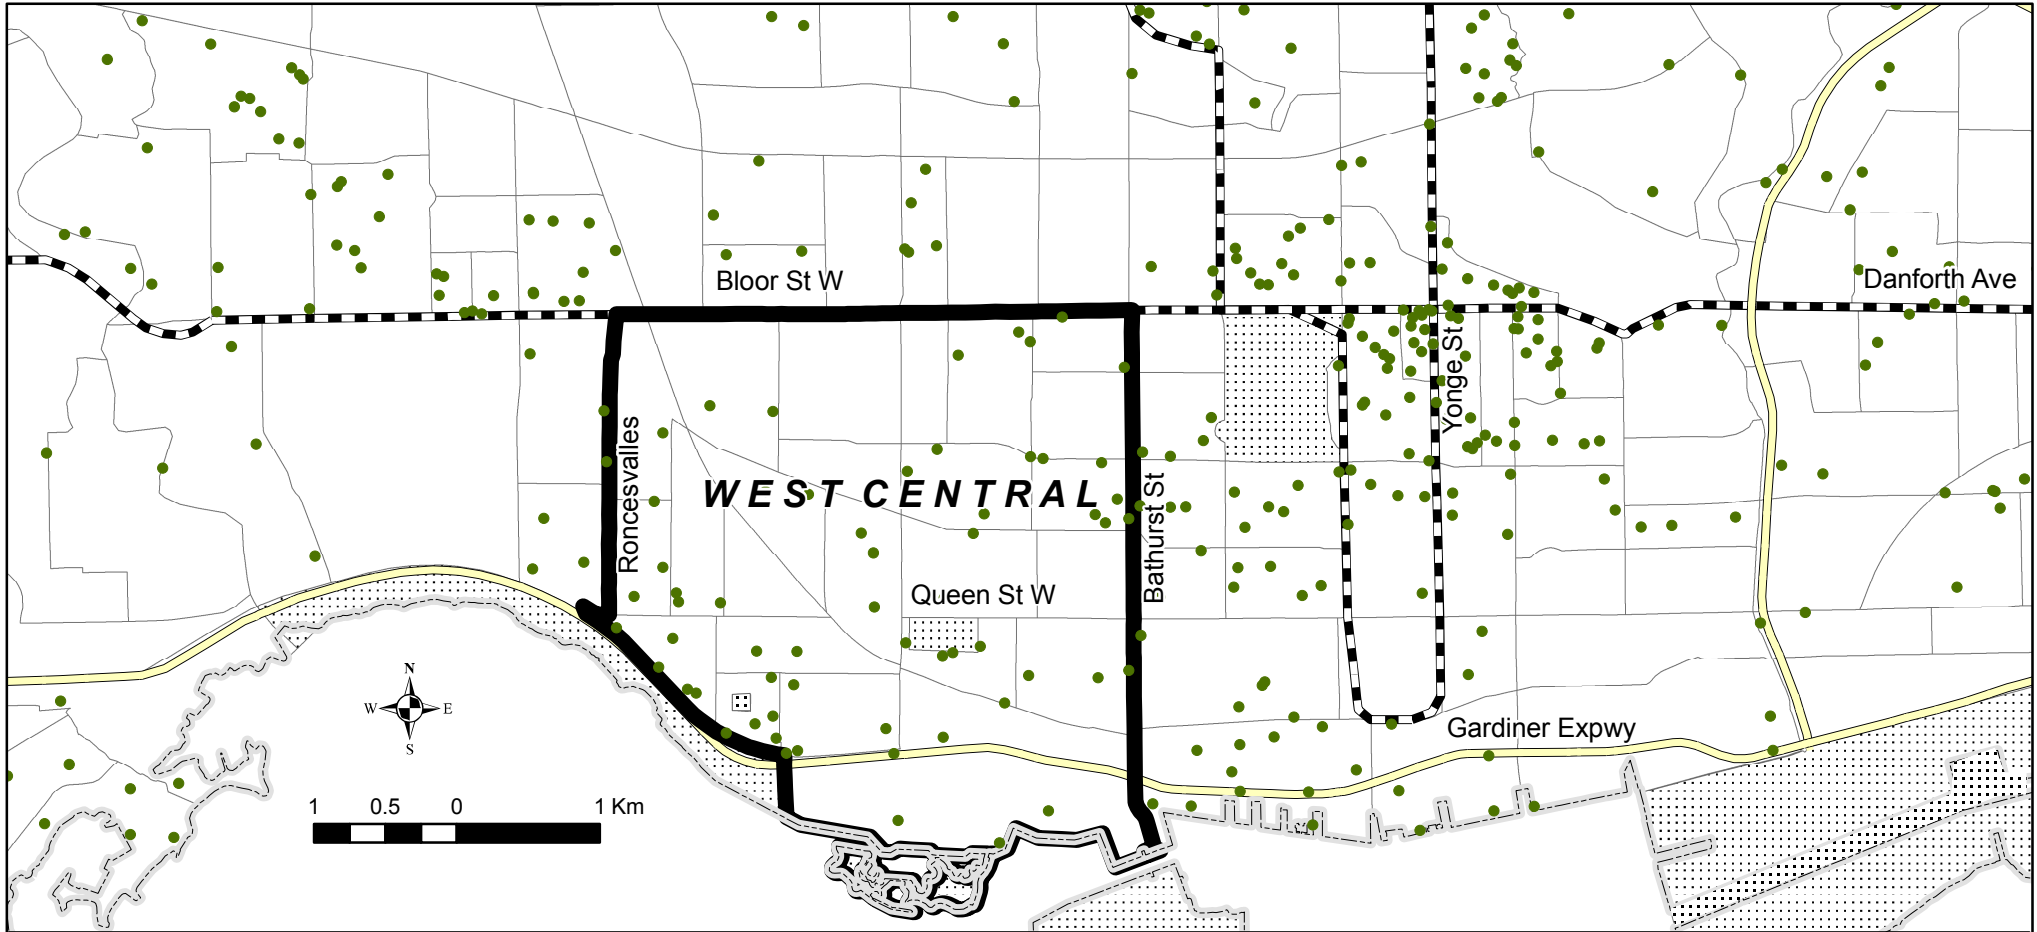 Bloor St W
Danforth Ave
Yonge St
Roncesvalles
WEST CENTRAL
Bathurst St
Queen St W
N
W E
S
Gardiner Expwy
1 0.5 0 1 Km